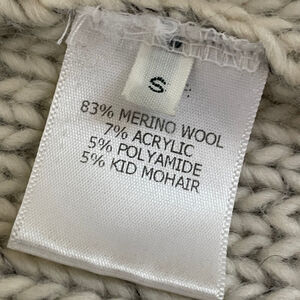 S
83% MERINO WOOL
7% ACRYLIC
5% POLYAMIDE
5% KID MOHAIR